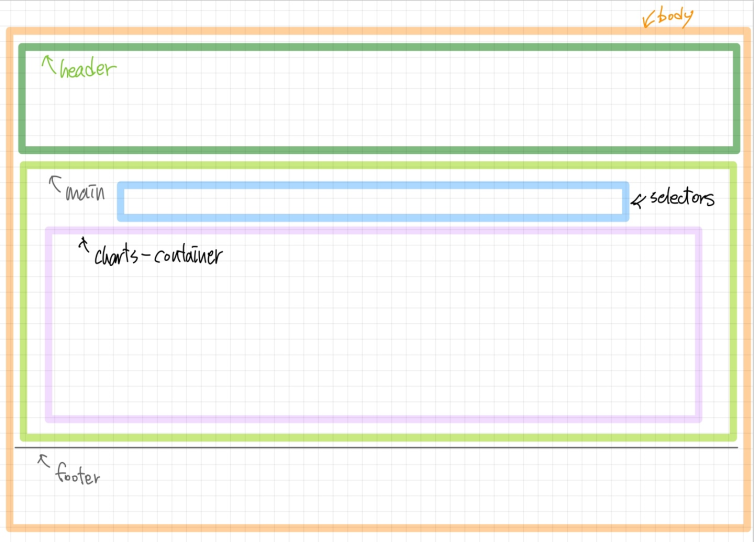 body
header
main
selectors
charts-container
footer